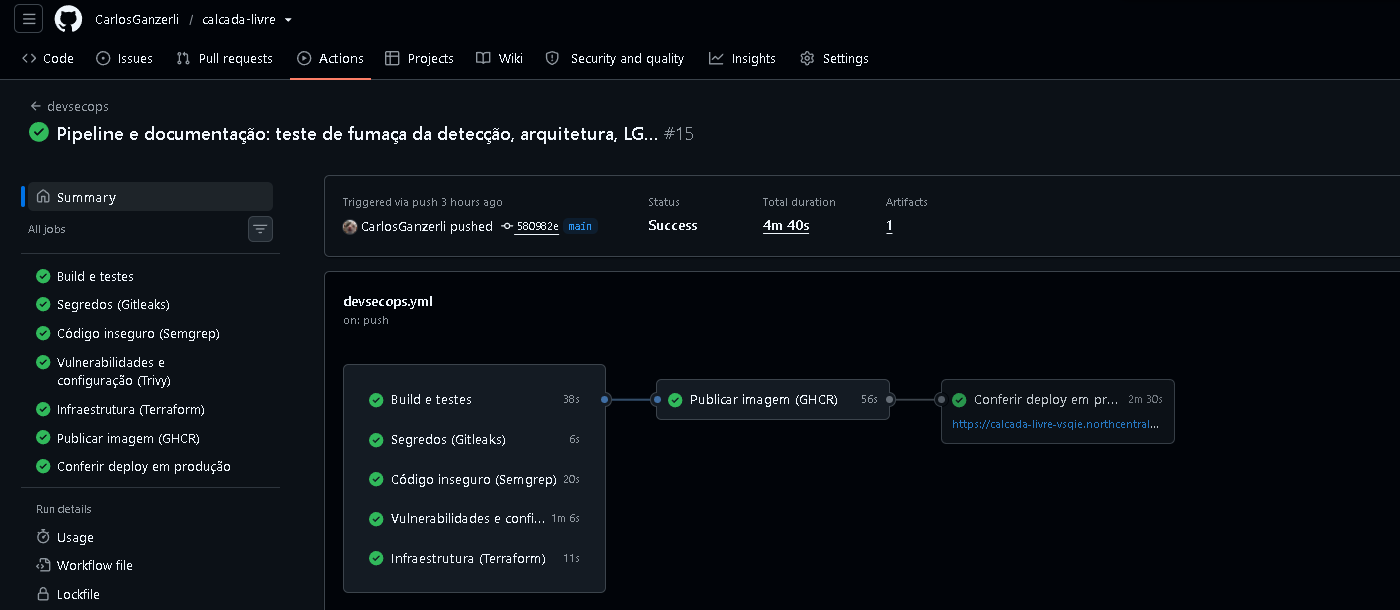 CarlosGanzerli / calcada-livre
Code Issues Pull requests Actions Projects Wiki Security and quality Insights Settings
devsecops
Pipeline e documentação: teste de fumaça da detecção, arquitetura, LG... #15
Summary
All jobs
Build e testes
Segredos (Gitleaks)
Código inseguro (Semgrep)
Vulnerabilidades e
configuração (Trivy)
Infraestrutura (Terraform)
Publicar imagem (GHCR)
Conferir deploy em produção
Run details
Usage
Workflow file
Lockfile
Triggered via push 3 hours ago
CarlosGanzerli pushed 580982e main
Status
Success
Total duration
4m 40s
Artifacts
1
devsecops.yml
on: push
Build e testes 38s
Segredos (Gitleaks) 6s
Código inseguro (Semgrep) 20s
Vulnerabilidades e confi... 1m 6s
Infraestrutura (Terraform) 11s
Publicar imagem (GHCR) 56s
Conferir deploy em pr... 2m 30s
https://calcada-livre-vsqie.northcentral...